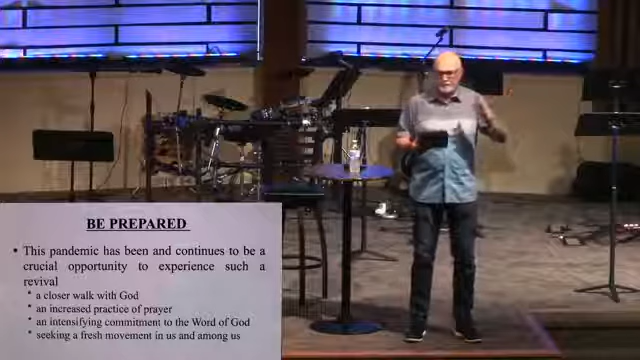 BE PREPARED
• This pandemic has been and continues to be a
crucial opportunity to experience such a
revival
• a closer walk with God
• an increased practice of prayer
• an intensifying commitment to the Word of God
• seeking a fresh movement in us and among us